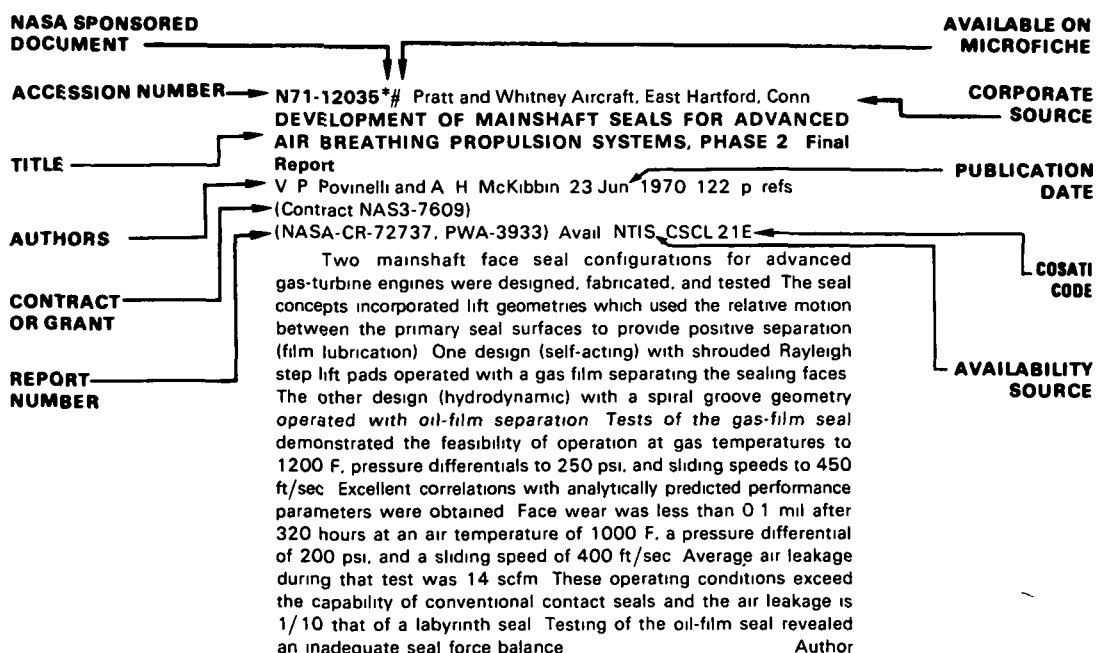 NASA SPONSORED
DOCUMENT
AVAILABLE ON
MICROFICHE
ACCESSION NUMBER
N71-12035*# Pratt and Whitney Aircraft, East Hartford, Conn
CORPORATE
SOURCE
DEVELOPMENT OF MAINSHAFT SEALS FOR ADVANCED
AIR BREATHING PROPULSION SYSTEMS, PHASE 2 Final
Report
TITLE
PUBLICATION
DATE
V P Povinelli and A H McKibbin 23 Jun 1970 122 p refs
(Contract NAS3-7609)
AUTHORS
(NASA-CR-72737, PWA-3933) Avail NTIS CSCL 21E
COSATI
CODE
CONTRACT
OR GRANT
REPORT
NUMBER
AVAILABILITY
SOURCE
Two mainshaft face seal configurations for advanced
gas-turbine engines were designed, fabricated, and tested The seal
concepts incorporated lift geometries which used the relative motion
between the primary seal surfaces to provide positive separation
(film lubrication) One design (self-acting) with shrouded Rayleigh
step lift pads operated with a gas film separating the sealing faces
The other design (hydrodynamic) with a spiral groove geometry
operated with oil-film separation Tests of the gas-film seal
demonstrated the feasibility of operation at gas temperatures to
1200 F, pressure differentials to 250 psi, and sliding speeds to 450
ft/sec Excellent correlations with analytically predicted performance
parameters were obtained Face wear was less than 0 1 mil after
320 hours at an air temperature of 1000 F, a pressure differential
of 200 psi, and a sliding speed of 400 ft/sec Average air leakage
during that test was 14 scfm These operating conditions exceed
the capability of conventional contact seals and the air leakage is
1/10 that of a labyrinth seal Testing of the oil-film seal revealed
an inadequate seal force balance Author